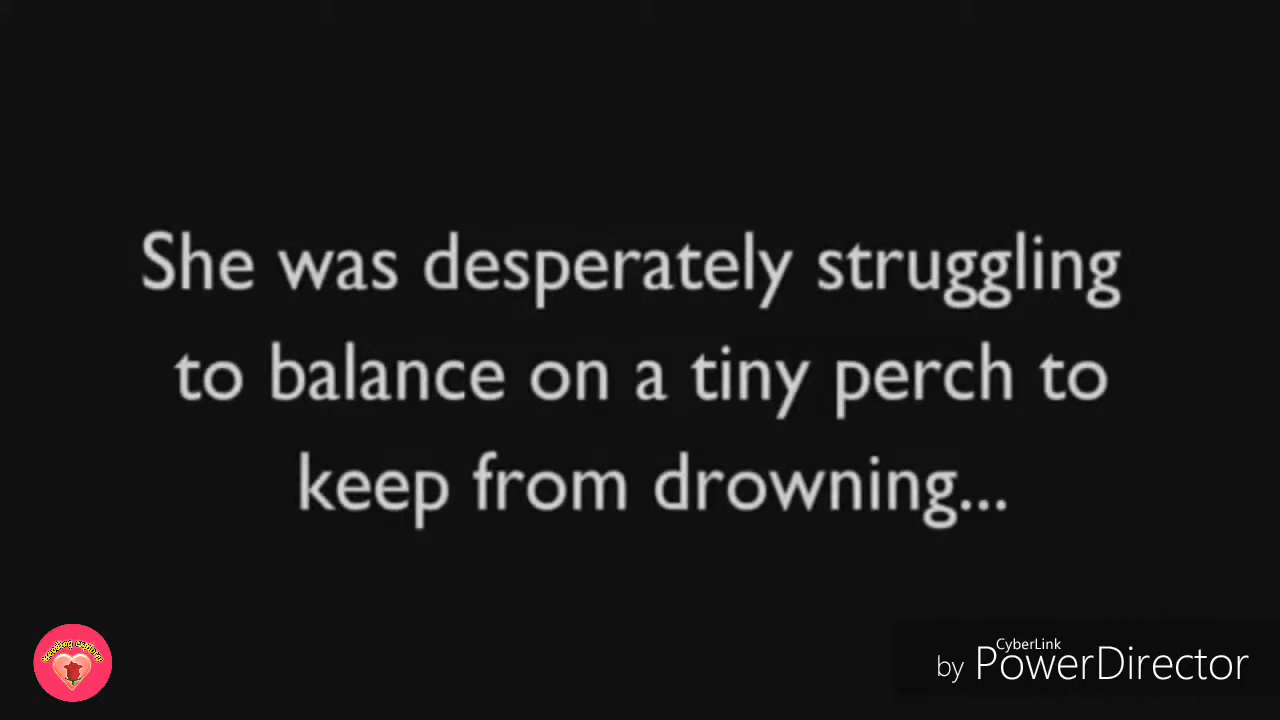 She was desperately struggling
to balance on a tiny perch to
keep from drowning...
CyberLink
by PowerDirector